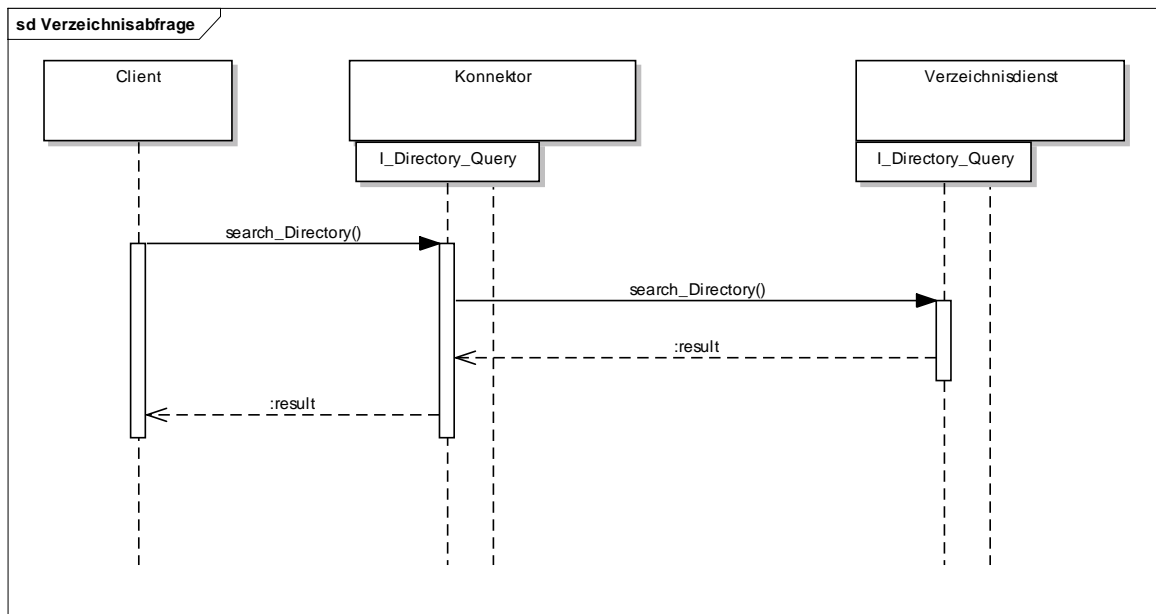 sd Verzeichnisabfrage
Client
Konnektor
Verzeichnisdienst
I_Directory_Query
I_Directory_Query
search_Directory()
search_Directory()
:result
:result